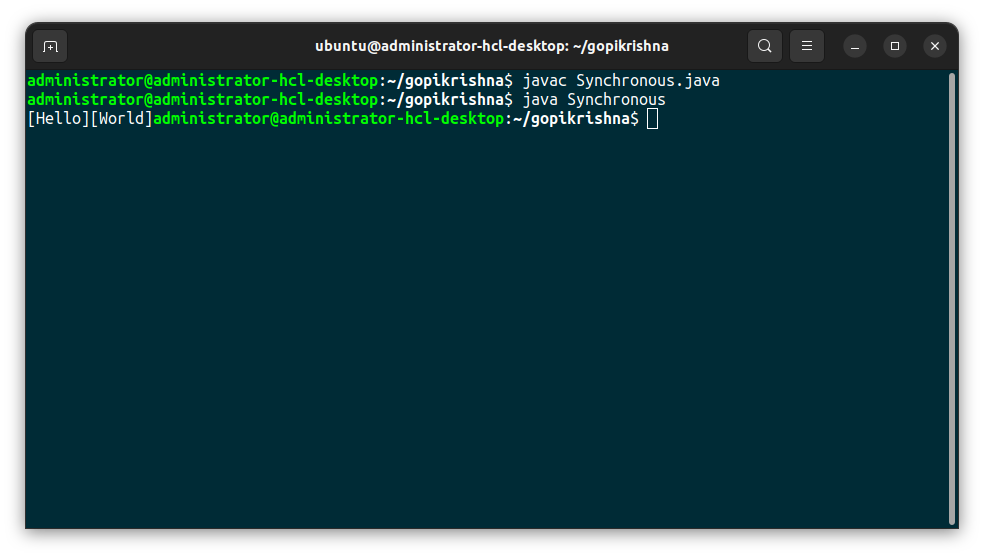 ubuntu@administrator-hcl-desktop: ~/gopikrishna
administrator@administrator-hcl-desktop:~/gopikrishna$ javac Synchronous.java
administrator@administrator-hcl-desktop:~/gopikrishna$ java Synchronous
[Hello][World]administrator@administrator-hcl-desktop:~/gopikrishna$